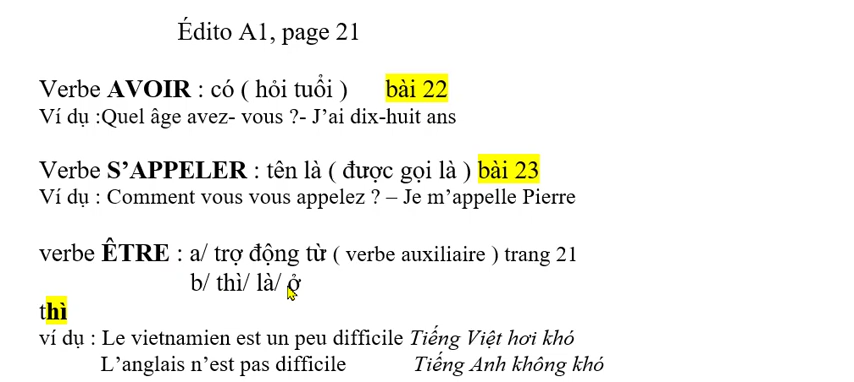 Édito A1, page 21
Verbe AVOIR : có ( hỏi tuổi ) bài 22
Ví dụ :Quel âge avez- vous ?- J’ai dix-huit ans
Verbe S’APPELER : tên là ( được gọi là ) bài 23
Ví dụ : Comment vous vous appelez ? – Je m’appelle Pierre
verbe ÊTRE : a/ trợ động từ ( verbe auxiliaire ) trang 21
b/ thì/ là/ ở
thì
ví dụ : Le vietnamien est un peu difficile Tiếng Việt hơi khó
L’anglais n’est pas difficile Tiếng Anh không khó